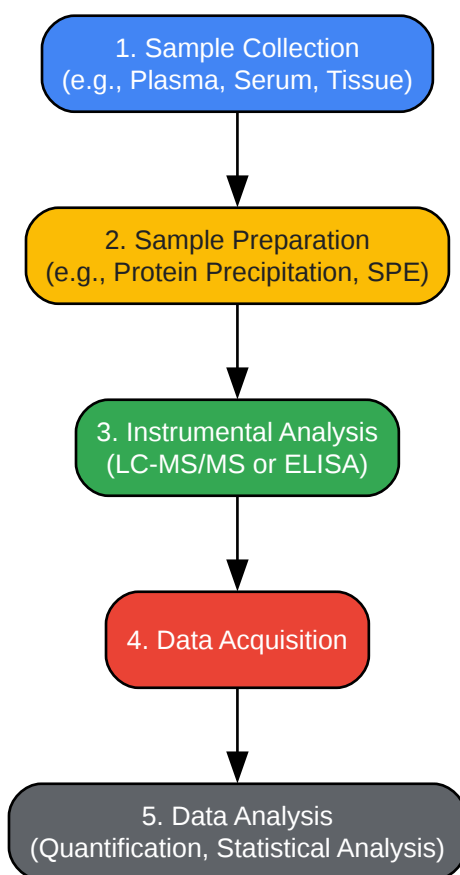 1. Sample Collection
(e.g., Plasma, Serum, Tissue)
2. Sample Preparation
(e.g., Protein Precipitation, SPE)
3. Instrumental Analysis
(LC-MS/MS or ELISA)
4. Data Acquisition
5. Data Analysis
(Quantification, Statistical Analysis)